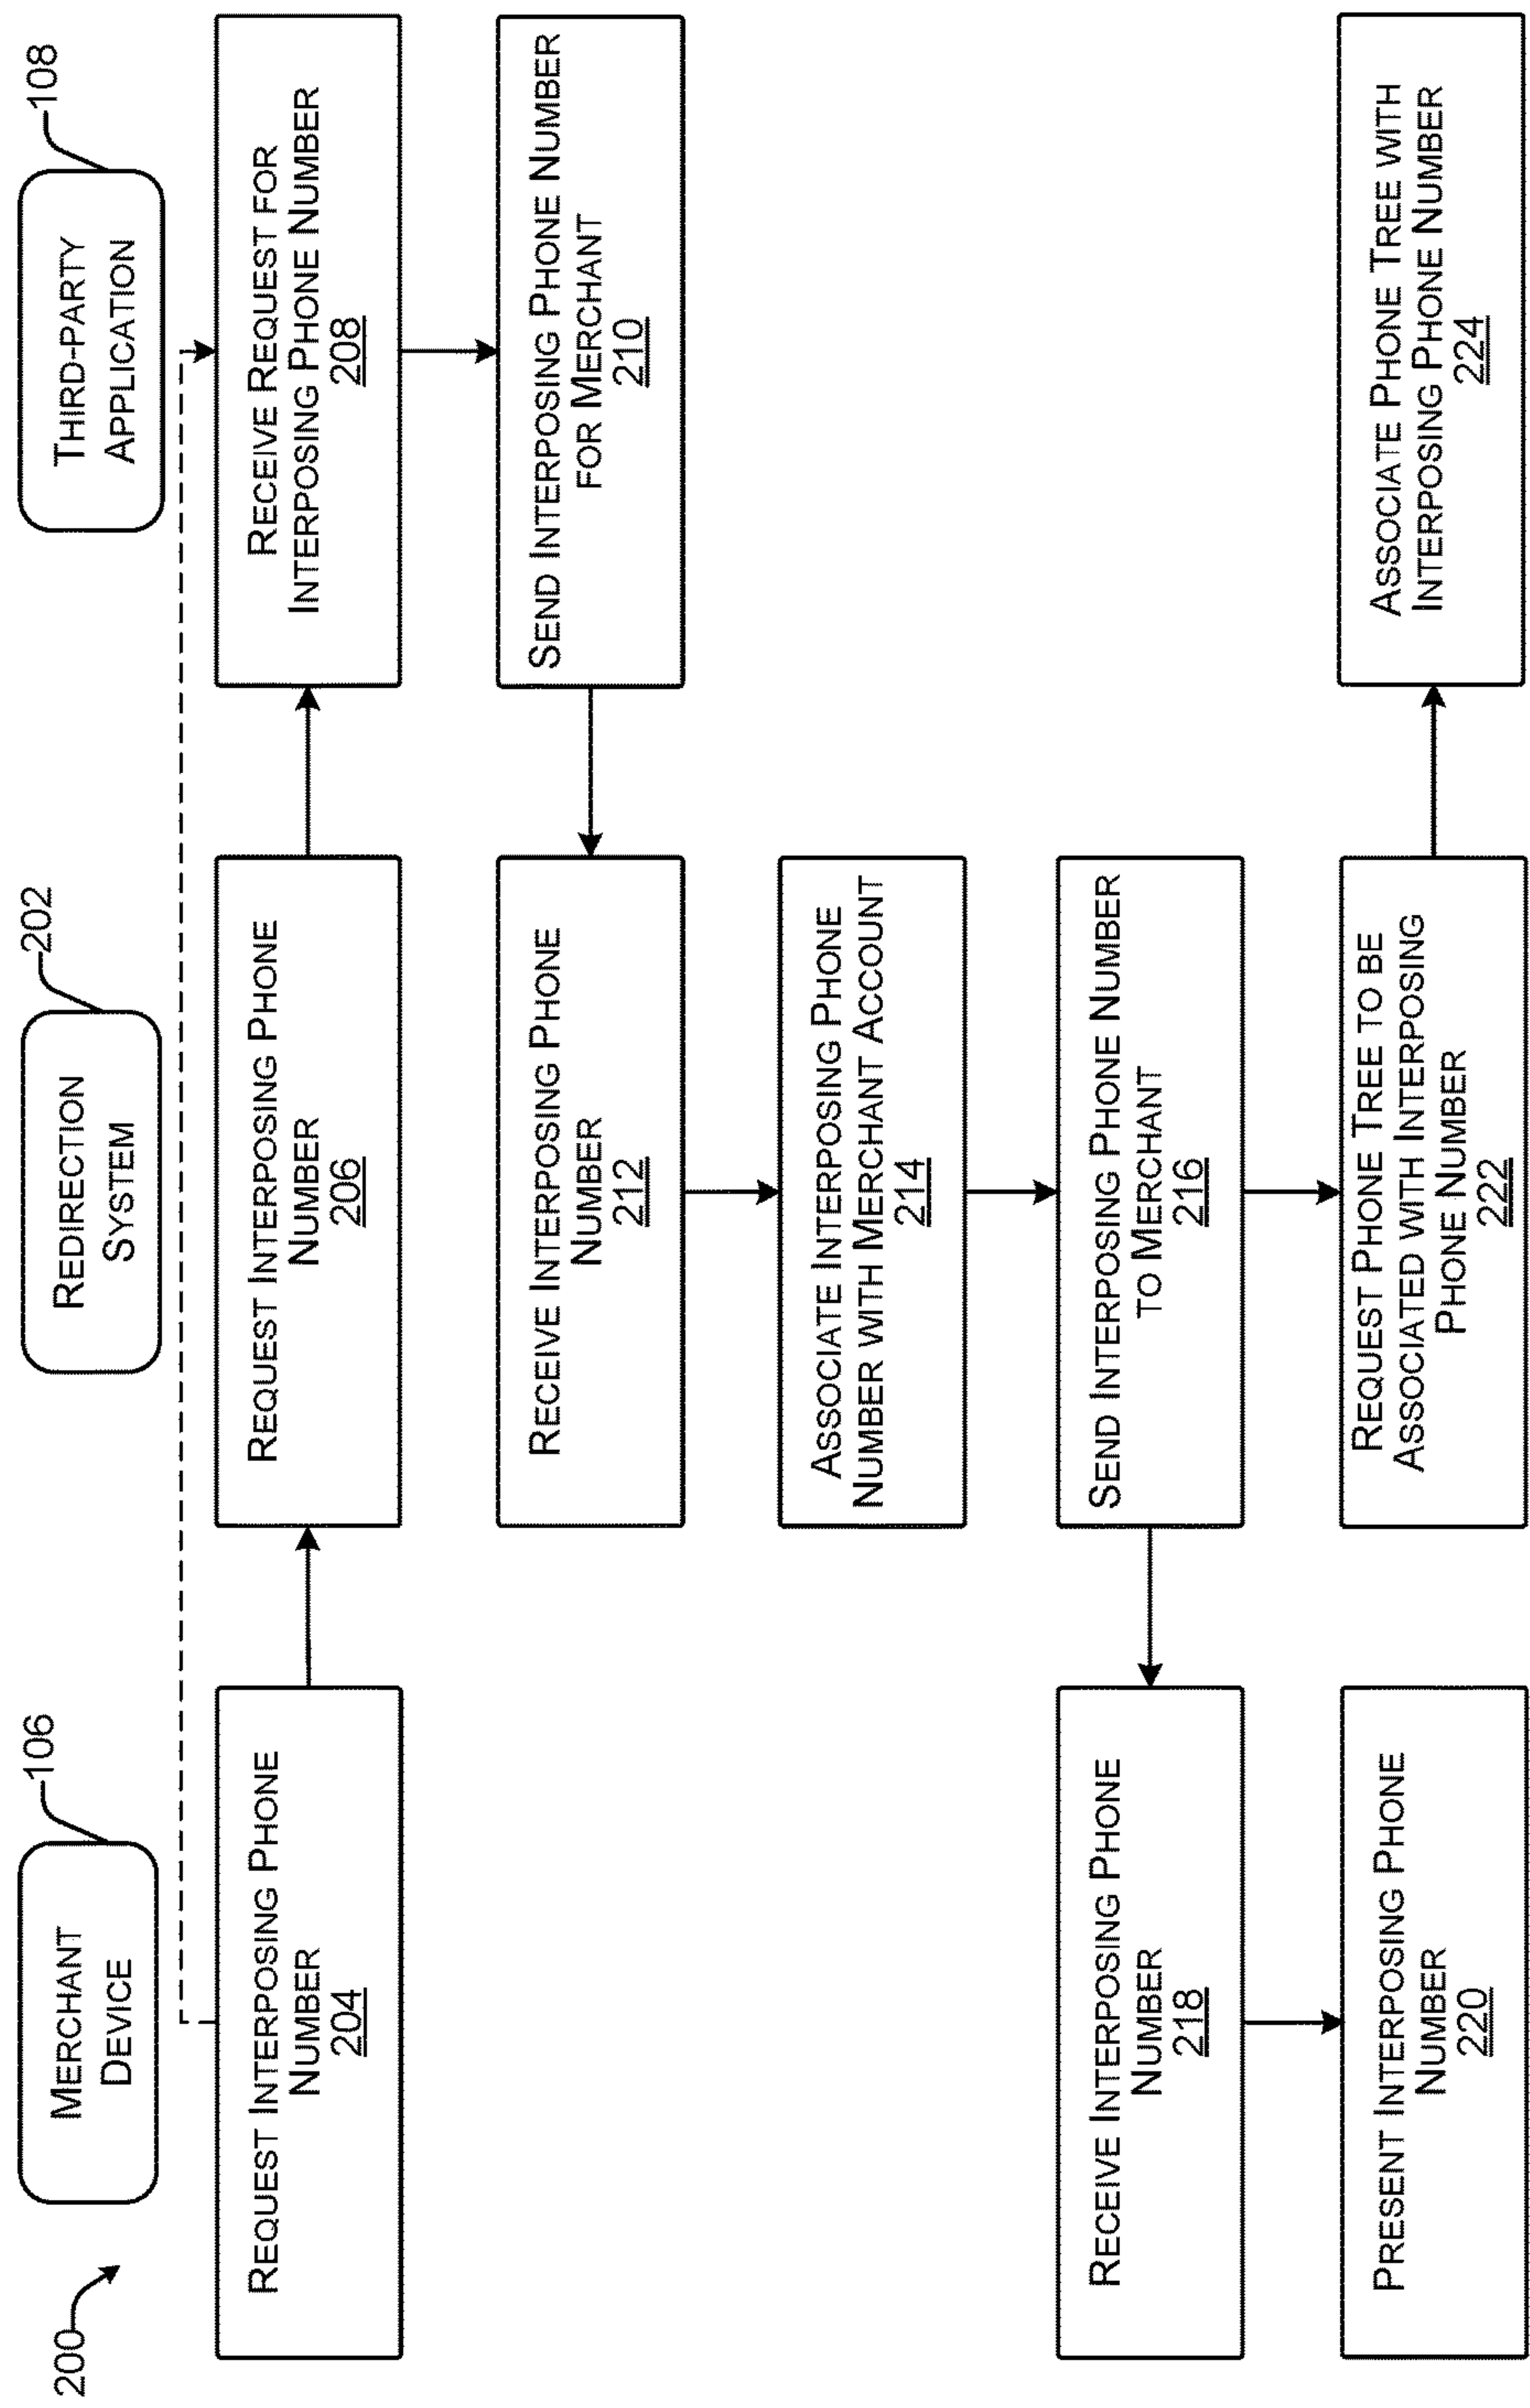 200
MERCHANT
DEVICE
106
REDIRECTION
SYSTEM
202
THIRD-PARTY
APPLICATION
108
REQUEST INTERPOSING PHONE
NUMBER
204
REQUEST INTERPOSING PHONE
NUMBER
206
RECEIVE REQUEST FOR
INTERPOSING PHONE NUMBER
208
RECEIVE INTERPOSING PHONE
NUMBER
212
SEND INTERPOSING PHONE NUMBER
FOR MERCHANT
210
ASSOCIATE INTERPOSING PHONE
NUMBER WITH MERCHANT ACCOUNT
214
RECEIVE INTERPOSING PHONE
NUMBER
218
SEND INTERPOSING PHONE NUMBER
TO MERCHANT
216
PRESENT INTERPOSING PHONE
NUMBER
220
REQUEST PHONE TREE TO BE
ASSOCIATED WITH INTERPOSING
PHONE NUMBER
222
ASSOCIATE PHONE TREE WITH
INTERPOSING PHONE NUMBER
224